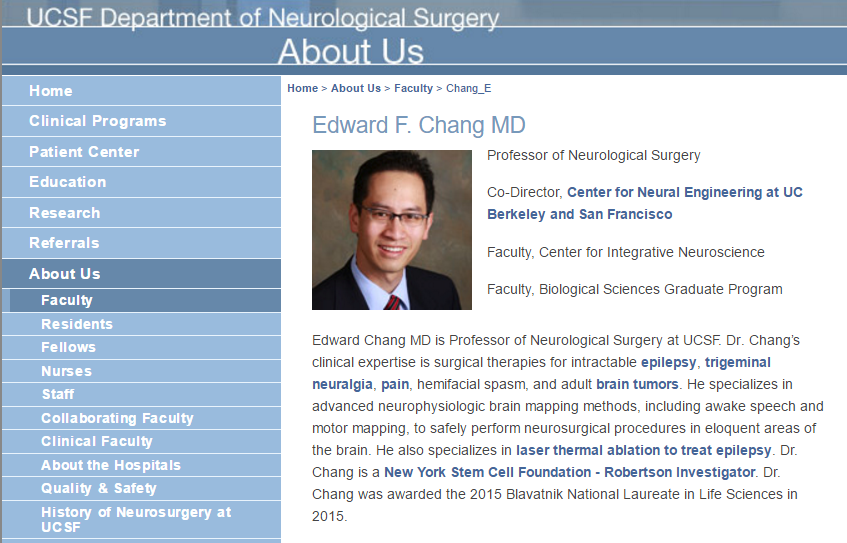 UCSF Department of Neurological Surgery
About Us
Home
Clinical Programs
Patient Center
Education
Research
Referrals
About Us
Faculty
Residents
Fellows
Nurses
Staff
Collaborating Faculty
Clinical Faculty
About the Hospitals
Quality & Safety
History of Neurosurgery at
UCSF
Home > About Us > Faculty > Chang_E
Edward F. Chang MD
Professor of Neurological Surgery
Co-Director, Center for Neural Engineering at UC
Berkeley and San Francisco
Faculty, Center for Integrative Neuroscience
Faculty, Biological Sciences Graduate Program
Edward Chang MD is Professor of Neurological Surgery at UCSF. Dr. Chang’s
clinical expertise is surgical therapies for intractable epilepsy, trigeminal
neuralgia, pain, hemifacial spasm, and adult brain tumors. He specializes in
advanced neurophysiologic brain mapping methods, including awake speech and
motor mapping, to safely perform neurosurgical procedures in eloquent areas of
the brain. He also specializes in laser thermal ablation to treat epilepsy. Dr.
Chang is a New York Stem Cell Foundation - Robertson Investigator. Dr.
Chang was awarded the 2015 Blavatnik National Laureate in Life Sciences in
2015.